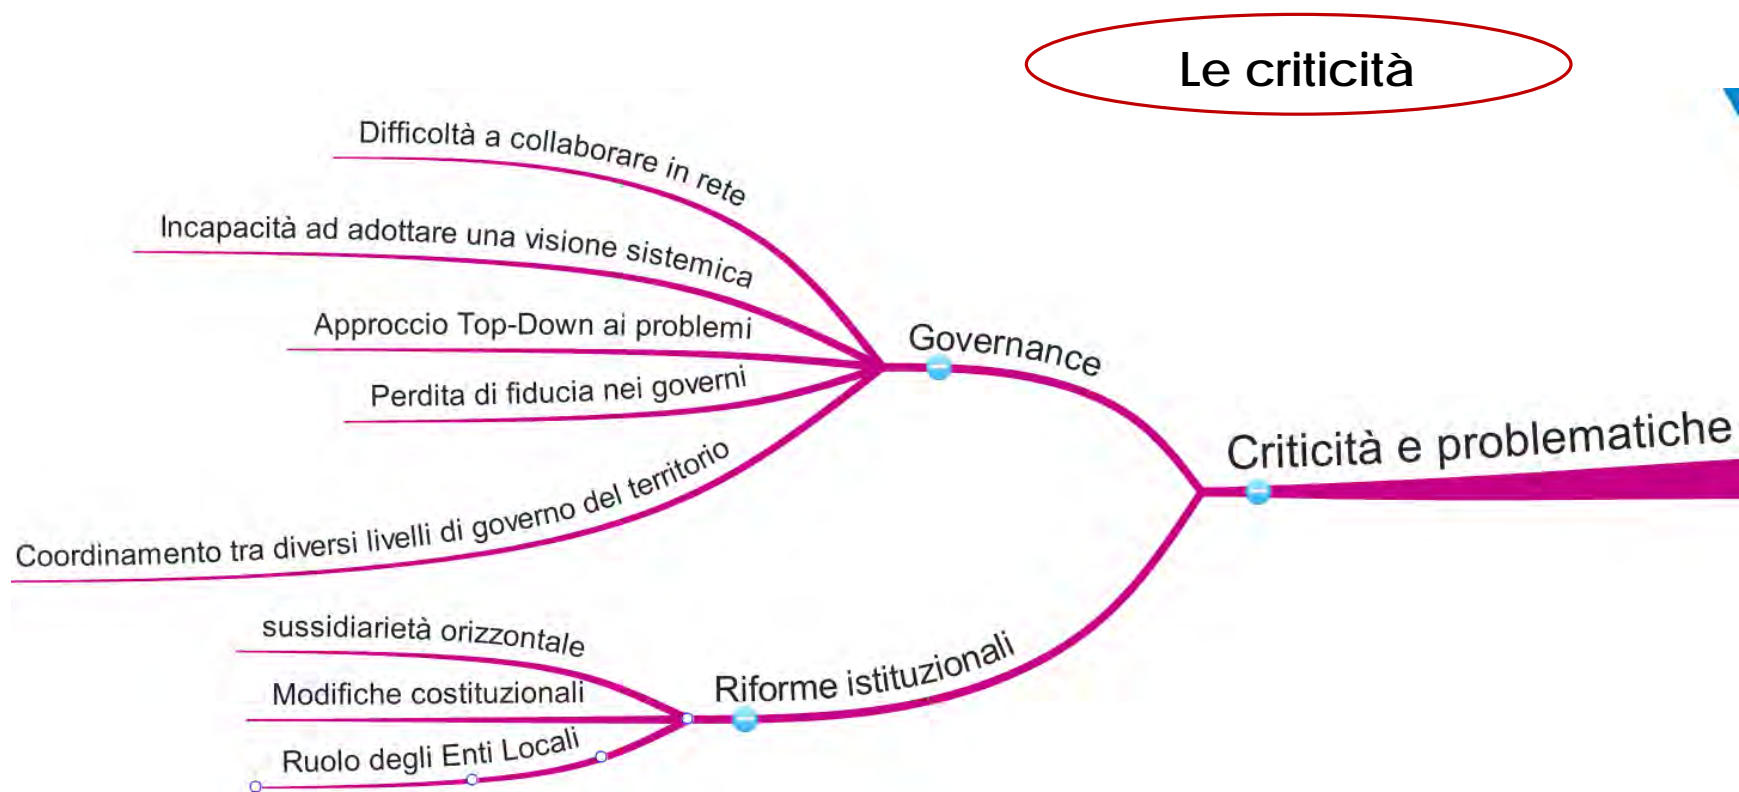 Le criticità
Difficoltà a collaborare in rete
Incapacità ad adottare una visione sistemica
Approccio Top-Down ai problemi
Perdita di fiducia nei governi
Coordinamento tra diversi livelli di governo del territorio
Governance
Criticità e problematiche
sussidiarietà orizzontale
Modifiche costituzionali
Ruolo degli Enti Locali
Riforme istituzionali